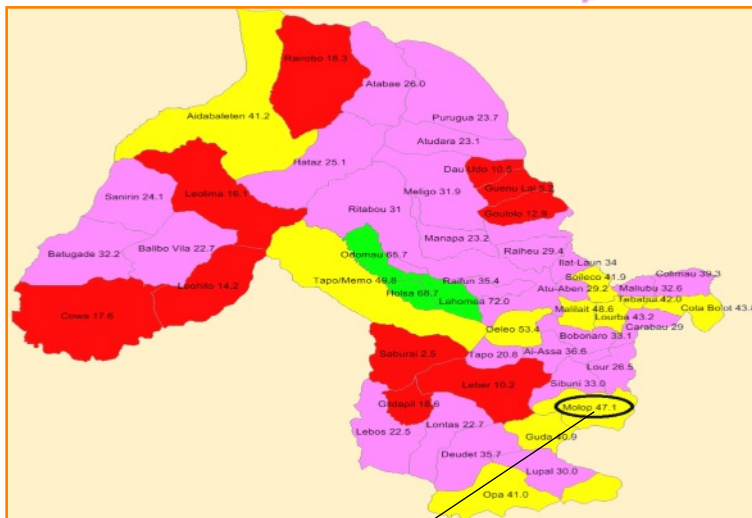 Rairobo 18.3
Atabae 26.0
Aidabaleten 41.2
Purugua 23.7
Atudara 23.1
Hataz 25.1
Dau Udo 10.5
Guenu Lai 5.2
Leolima 16.1
Meligo 31.9
Sanirin 24.1
Ritabou 31
Goutolo 12.8
Manapa 23.2
Balibo Vila 22.7
Batugade 32.2
Raiheu 29.4
Odomau 65.7
Ilat-Laun 34
Soileco 41.9
Colimau 39.3
Tapo/Memo 49.8
Raifun 35.4
Atu-Aben 29.2
Mallubu 32.6
Leohilo 14.2
Holsa 68.7
Lahomea 72.0
Tebabui 42.0
Malilait 48.6
Cota Bo'ot 43.8
Cowa 17.6
Lourba 43.2
Oeleo 53.4
Carabau 29
Bobonaro 33.1
Saburai 2.5
Tapo 20.8
Ai-Assa 36.6
Lour 26.5
Leber 10.2
Sibuni 33.0
Gildapil 18.6
Molop 47.1
Lontas 22.7
Lebos 22.5
Guda 40.9
Deudet 35.7
Lupal 30.0
Opa 41.0